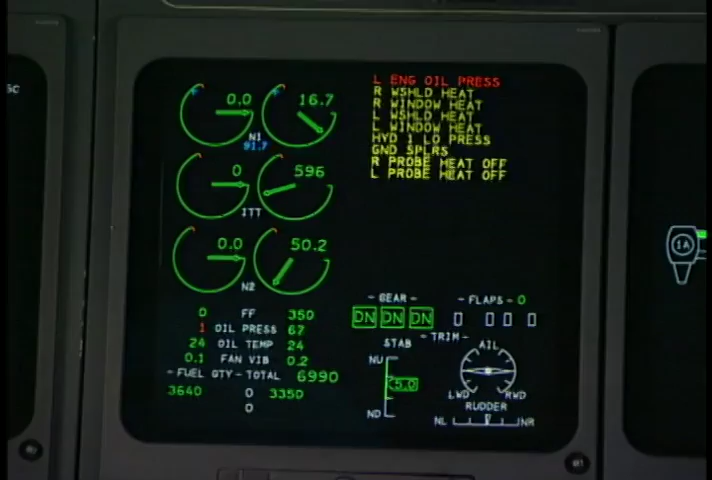 L ENG OIL PRESS
R WSHLD HEAT
R WINDOW HEAT
L WSHLD HEAT
L WINDOW HEAT
HYD 1 LO PRESS
GND SPLRS
R PROBE HEAT OFF
L PROBE HEAT OFF
0.0 16.7
N1
91.7
0 596
ITT
0.0 50.2
N2
0 FF 350
1 OIL PRESS 67
24 OIL TEMP 24
0.1 FAN VIB 0.2
-FUEL QTY-TOTAL 6990
3640 0 3350
0
-GEAR-
DN DN DN
-FLAPS-0
0 0 0 0
-TRIM-
STAB
NU
5.0
ND
AIL
LWD RWD
RUDDER
NL NR
1A